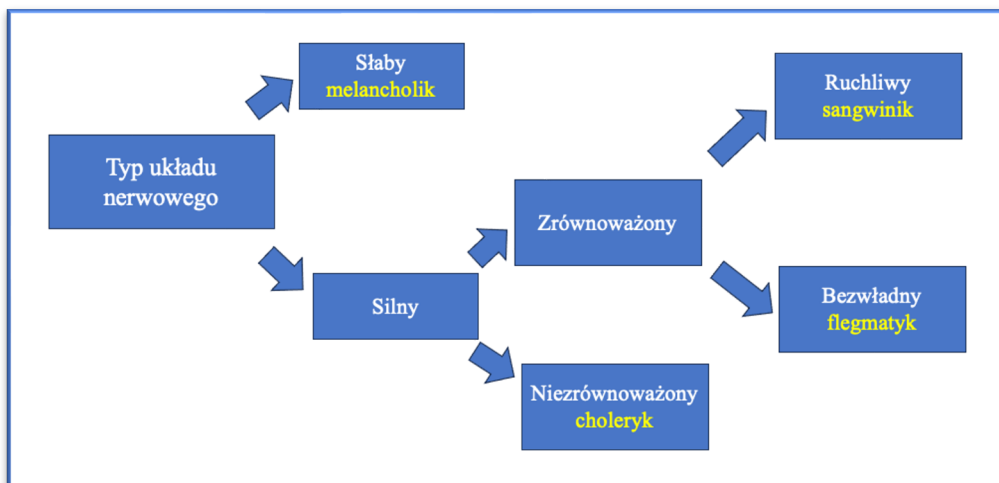 Słaby
melancholik
Ruchliwy
sangwinik
Typ układu
nerwowego
Zrównoważony
Silny
Bezwładny
flegmatyk
Niezrównoważony
choleryk